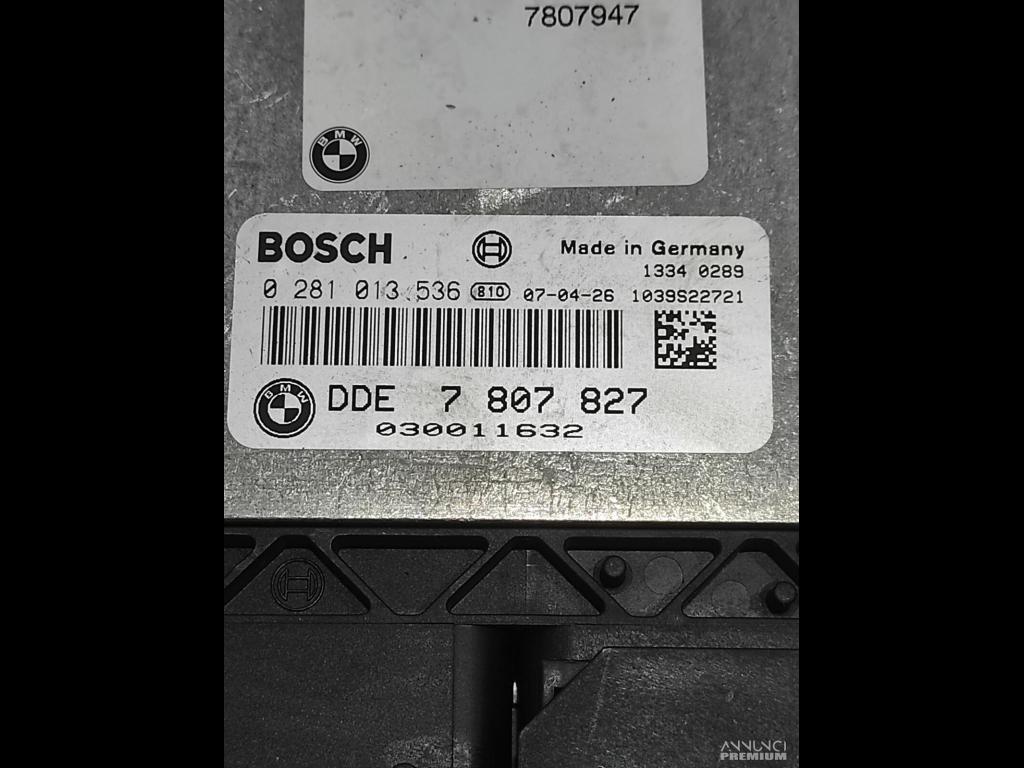 7807947
BMW
BOSCH
Made in Germany
1334 0289
0 281 013 536 B10 07-04-26 1039S22721
BMW
DDE 7 807 827
030011632
ANNUNCI
PREMIUM